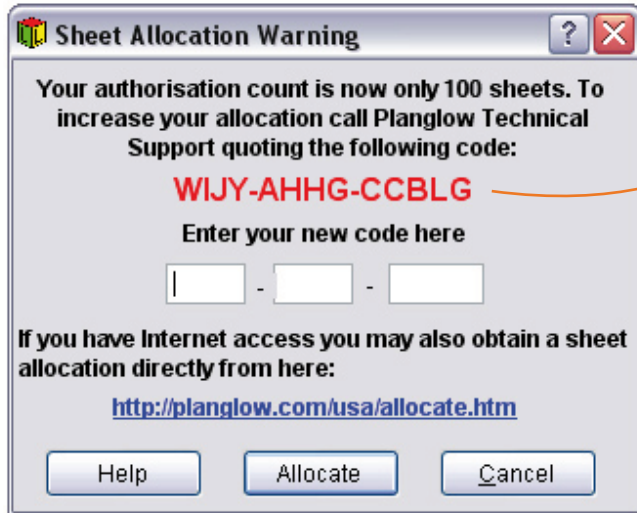 Sheet Allocation Warning
?
Your authorisation count is now only 100 sheets. To
increase your allocation call Planglow Technical
Support quoting the following code:
WIJY-AHHG-CCBLG
Enter your new code here
- -
If you have Internet access you may also obtain a sheet
allocation directly from here:
http://planglow.com/usa/allocate.htm
Help Allocate Cancel